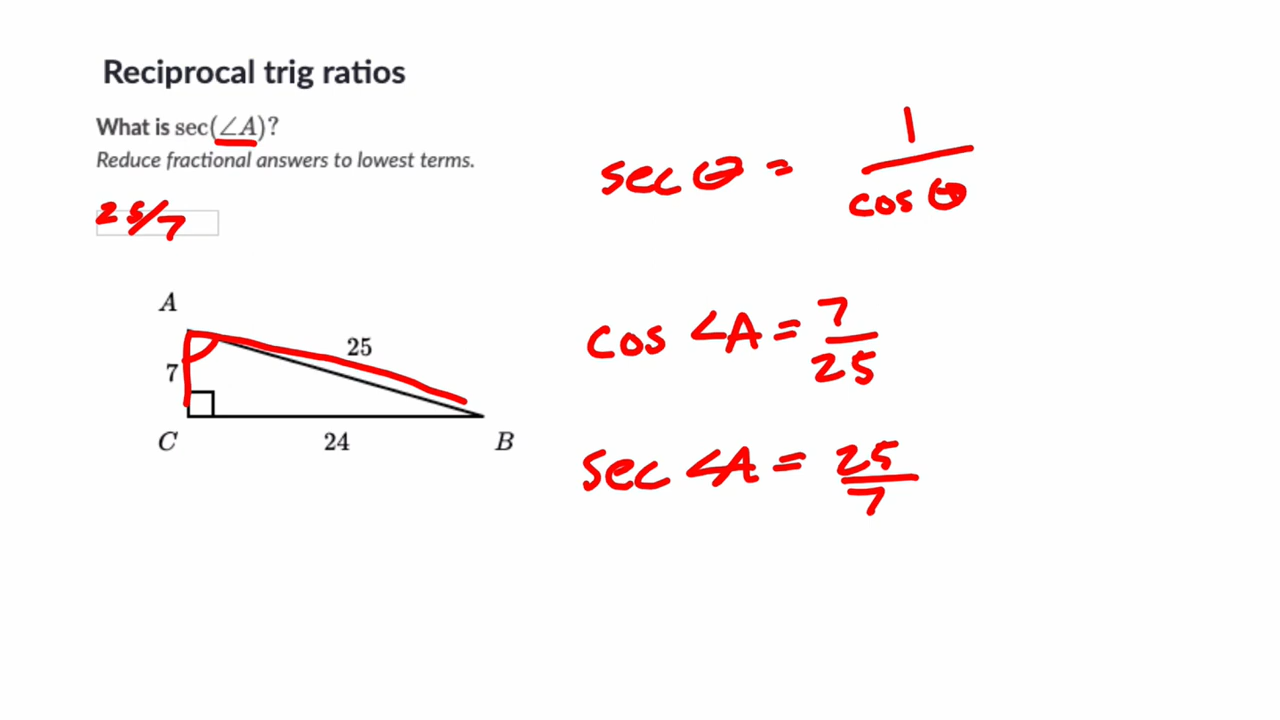 Reciprocal trig ratios
What is sec(∠A)?
Reduce fractional answers to lowest terms.
25/7
A
25
7
C
24
B
sec θ = 1/cos θ
cos ∠A = 7/25
sec ∠A = 25/7